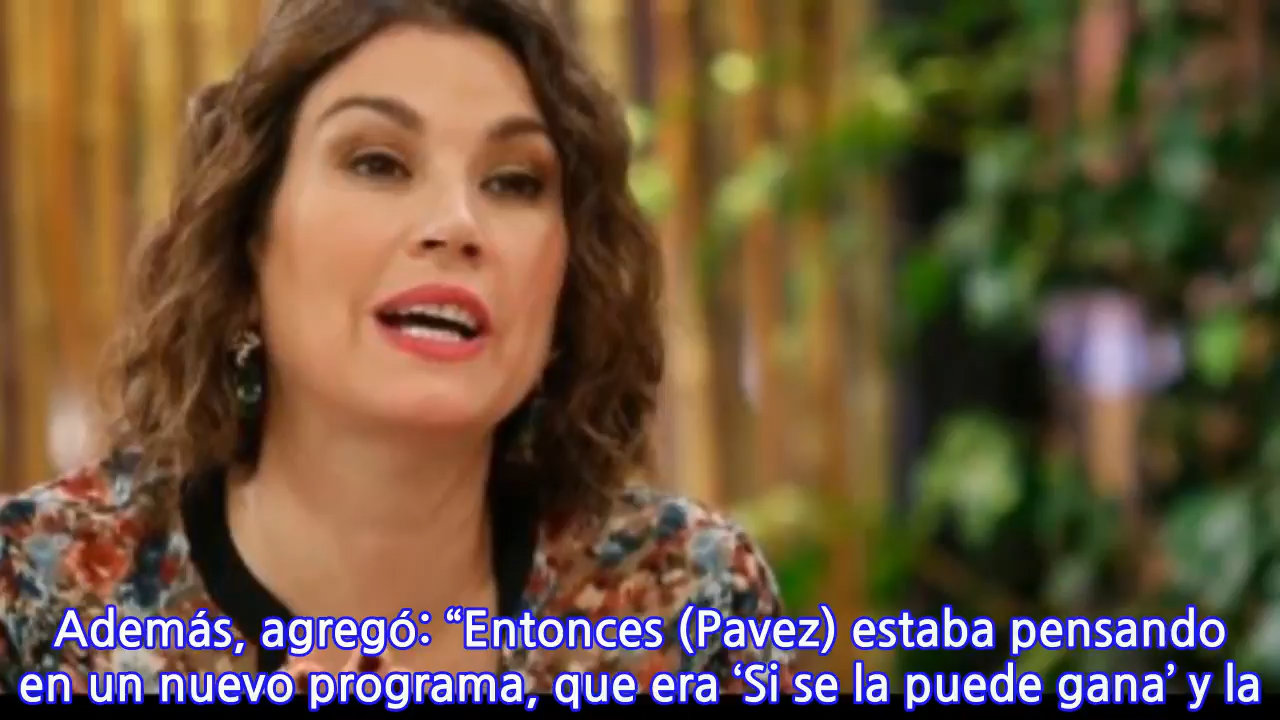 Además, agregó: “Entonces (Pavez) estaba pensando
en un nuevo programa, que era ‘Si se la puede gana’ y la